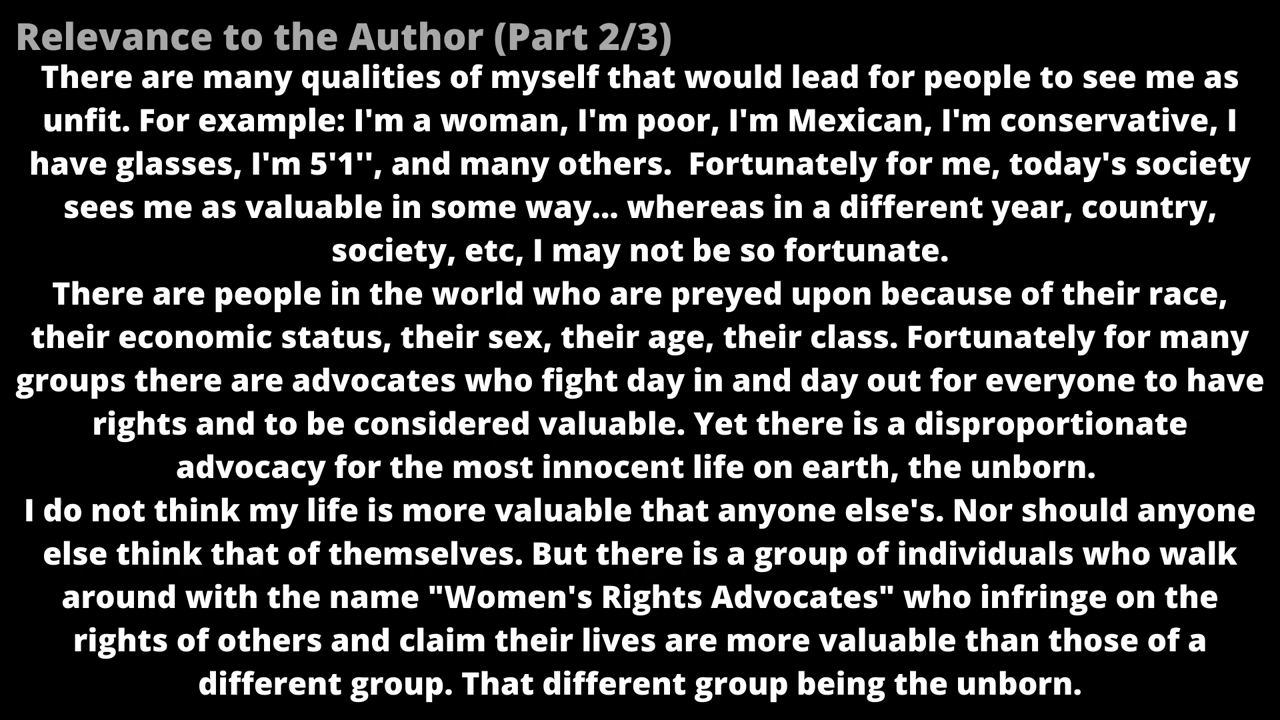 Relevance to the Author (Part 2/3)
There are many qualities of myself that would lead for people to see me as
unfit. For example: I'm a woman, I'm poor, I'm Mexican, I'm conservative, I
have glasses, I'm 5'1'', and many others.  Fortunately for me, today's society
sees me as valuable in some way... whereas in a different year, country,
society, etc, I may not be so fortunate.
There are people in the world who are preyed upon because of their race,
their economic status, their sex, their age, their class. Fortunately for many
groups there are advocates who fight day in and day out for everyone to have
rights and to be considered valuable. Yet there is a disproportionate
advocacy for the most innocent life on earth, the unborn.
I do not think my life is more valuable that anyone else's. Nor should anyone
else think that of themselves. But there is a group of individuals who walk
around with the name "Women's Rights Advocates" who infringe on the
rights of others and claim their lives are more valuable than those of a
different group. That different group being the unborn.